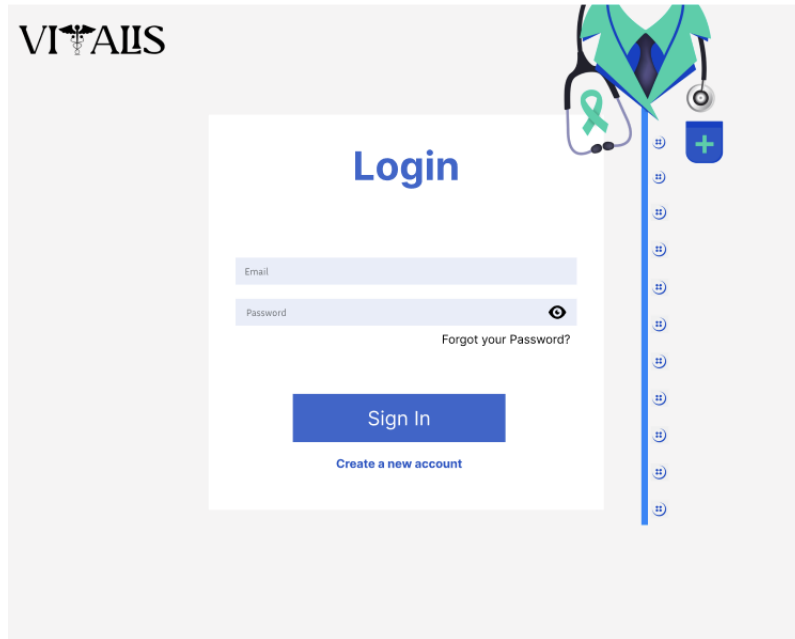 VITALIS
Login
Email
Password
Forgot your Password?
Sign In
Create a new account